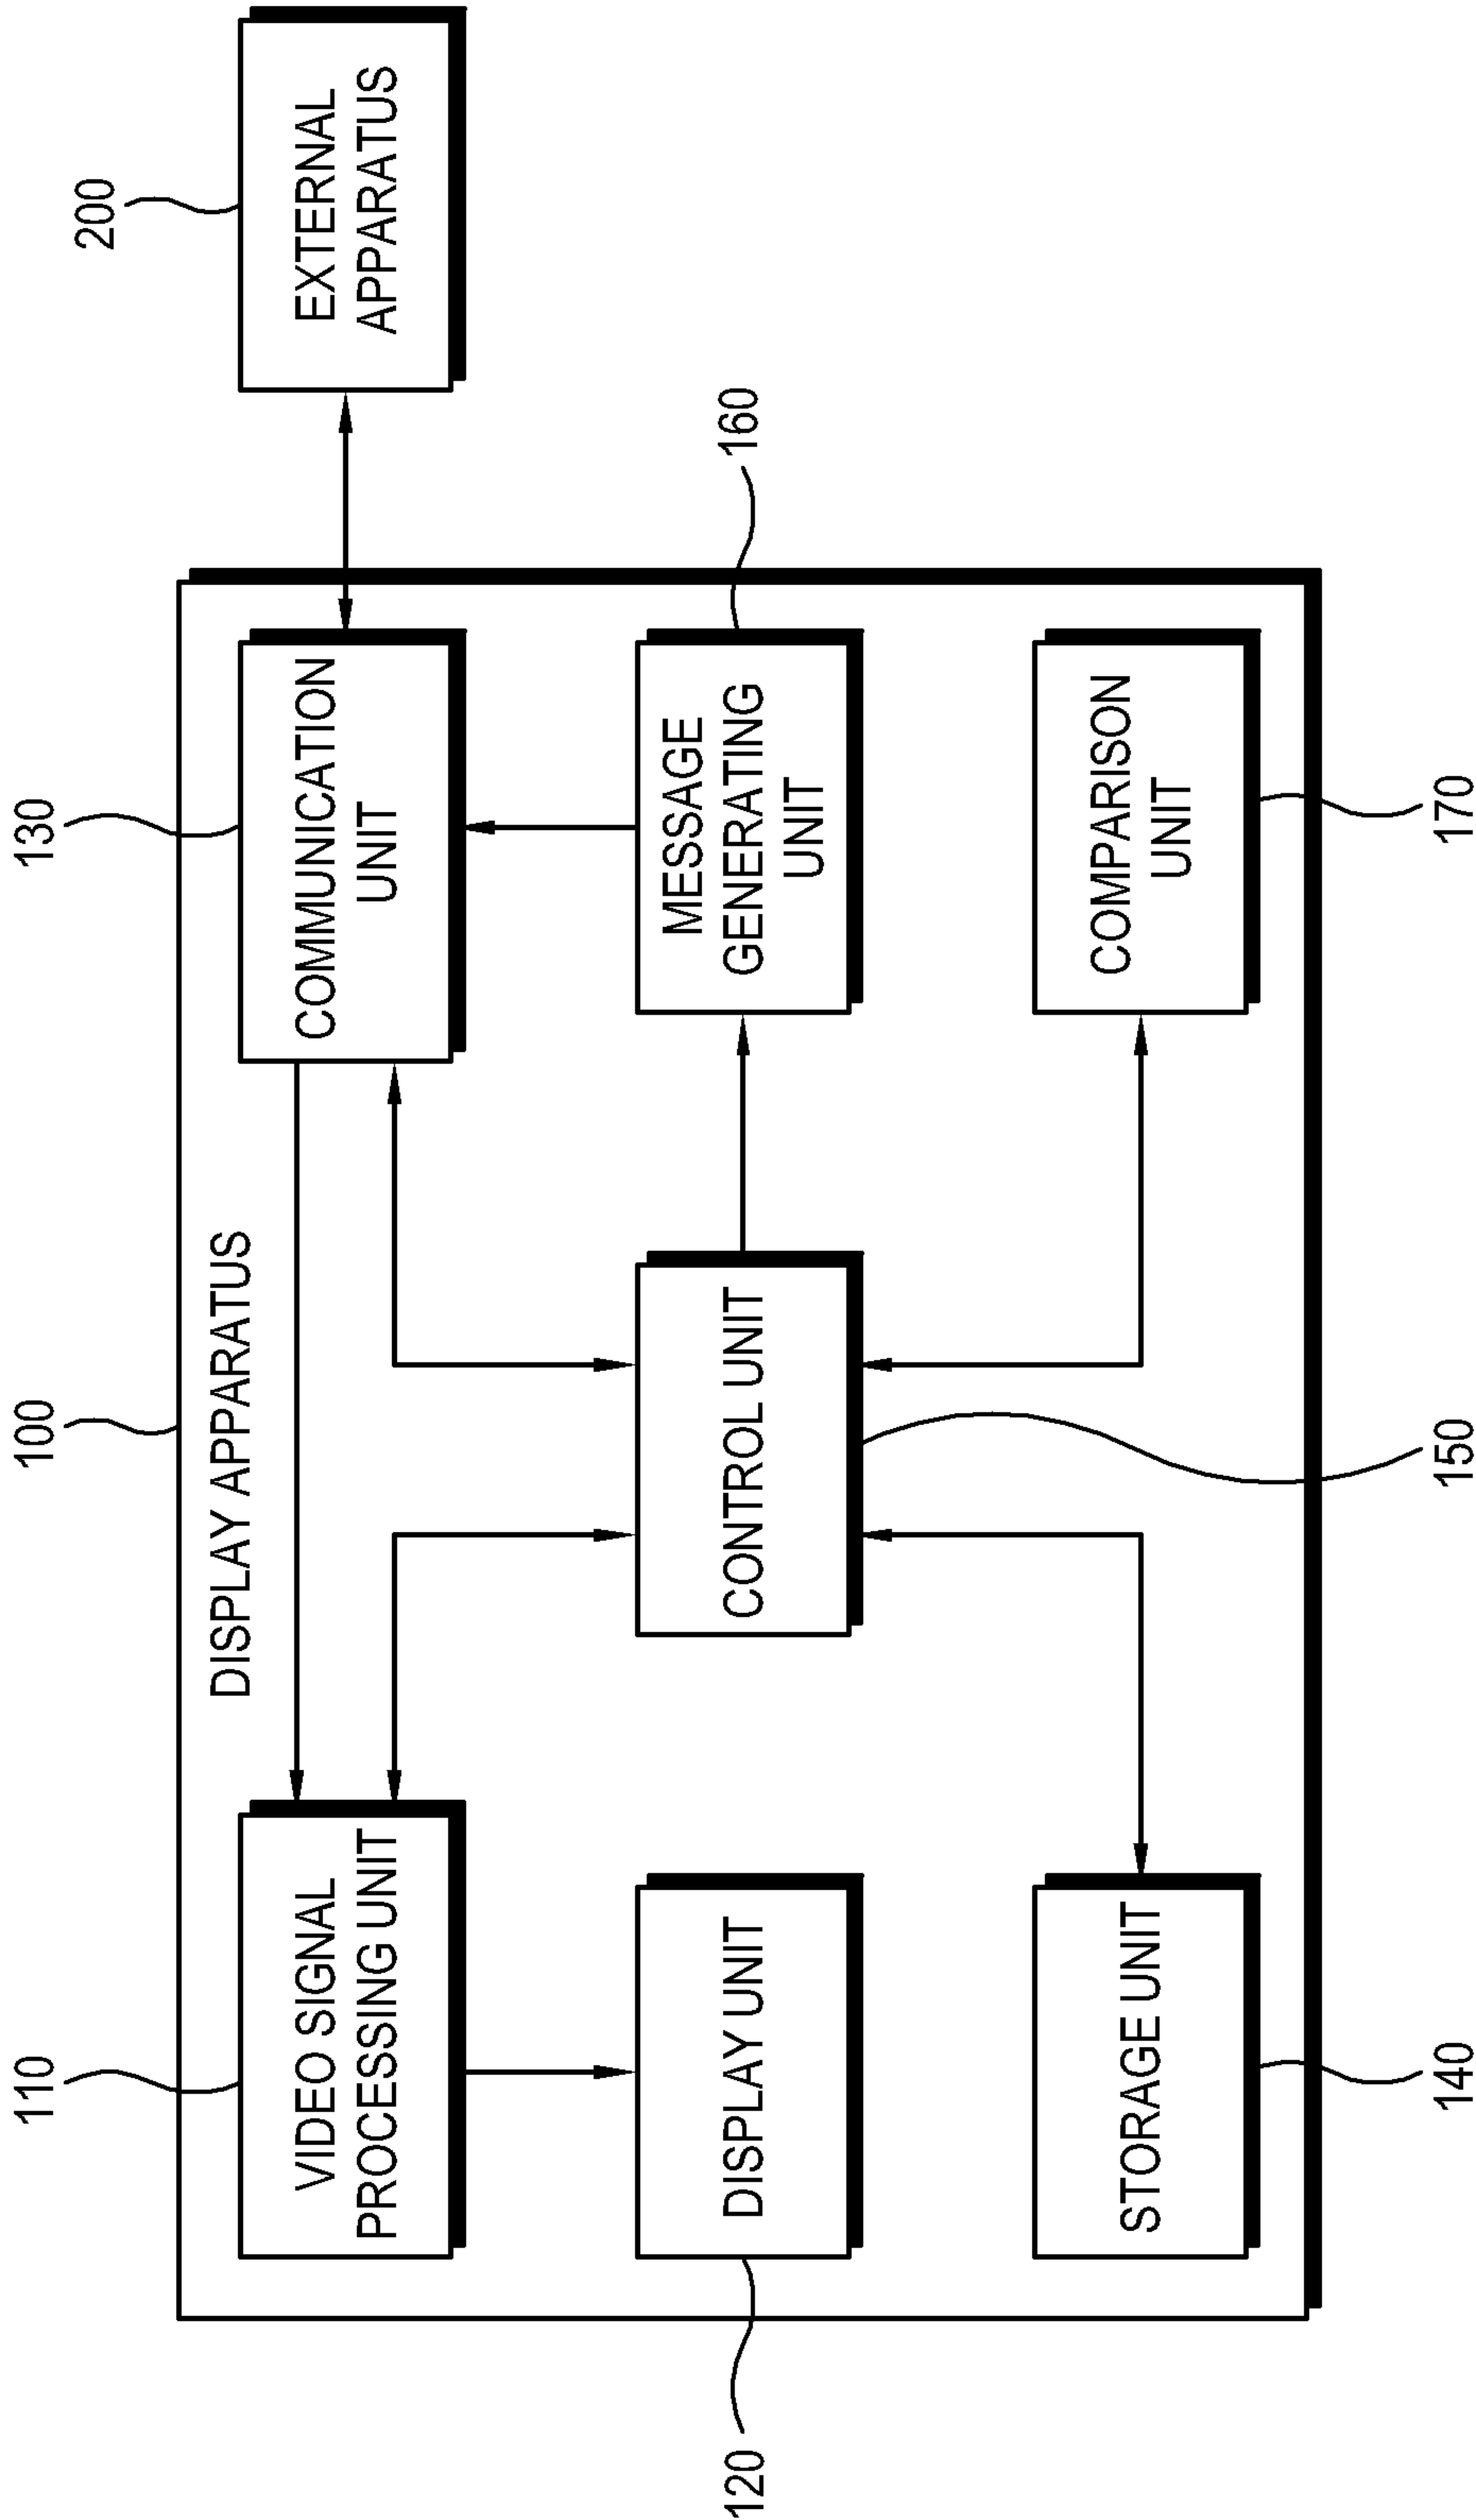 110
100
130
200
DISPLAY APPARATUS
VIDEO SIGNAL
PROCESSING UNIT
COMMUNICATION
UNIT
EXTERNAL
APPARATUS
120
DISPLAY UNIT
CONTROL UNIT
MESSAGE
GENERATING
UNIT
160
STORAGE UNIT
COMPARISON
UNIT
140
150
170